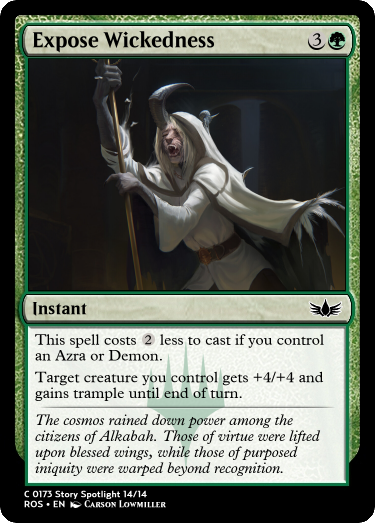 Expose Wickedness 3
Instant
This spell costs 2 less to cast if you control
an Azra or Demon.
Target creature you control gets +4/+4 and
gains trample until end of turn.
The cosmos rained down power among the
citizens of Alkabah. Those of virtue were lifted
upon blessed wings, while those of purposed
iniquity were warped beyond recognition.
C 0173 Story Spotlight 14/14
ROS • EN Carson Lowmiller